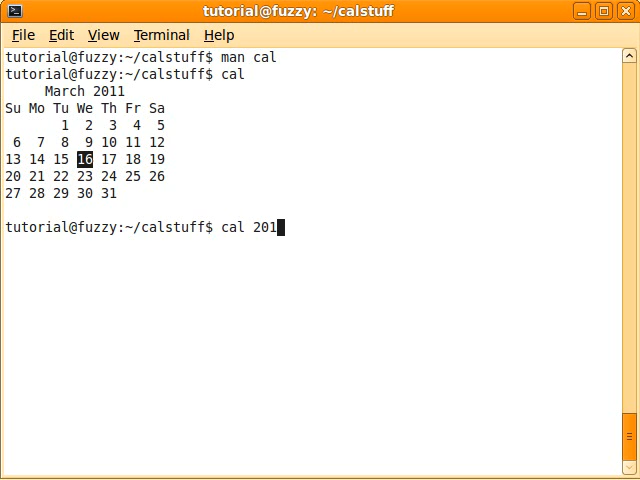 tutorial@fuzzy: ~/calstuff
File Edit View Terminal Help
tutorial@fuzzy:~/calstuff$ man cal
tutorial@fuzzy:~/calstuff$ cal
     March 2011
Su Mo Tu We Th Fr Sa
       1  2  3  4  5
 6  7  8  9 10 11 12
13 14 15 16 17 18 19
20 21 22 23 24 25 26
27 28 29 30 31
tutorial@fuzzy:~/calstuff$ cal 201